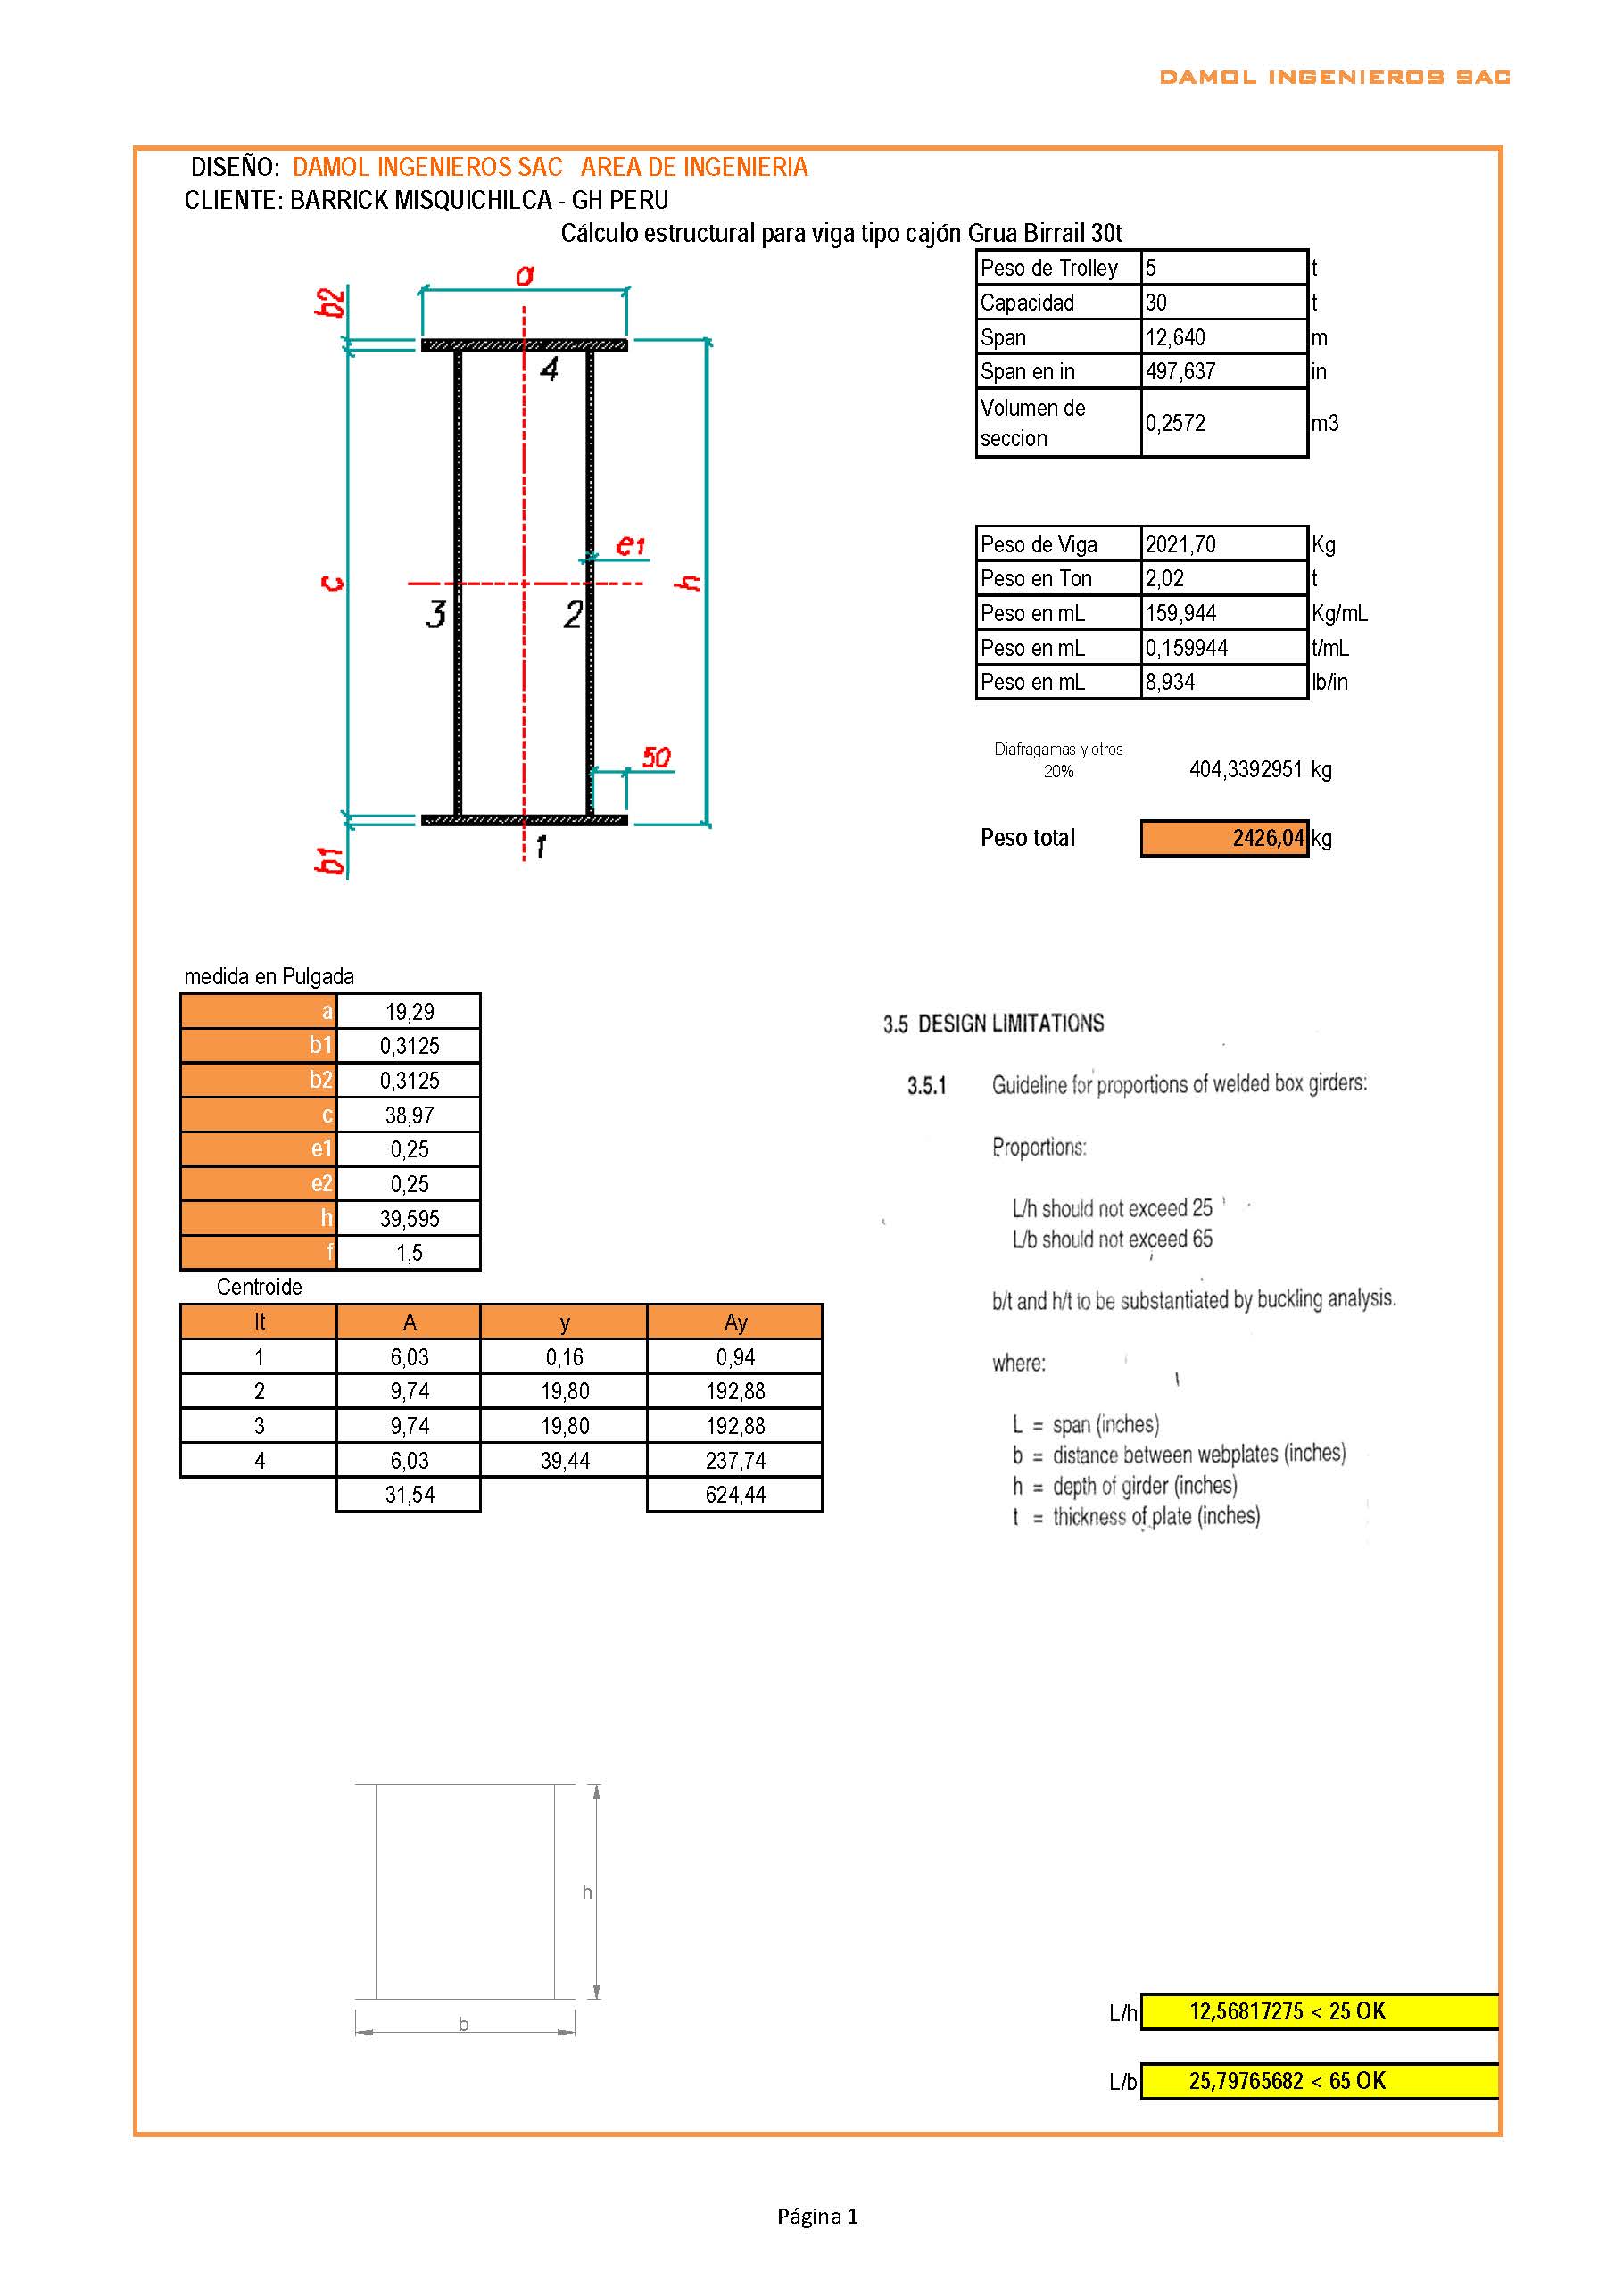 DAMOL INGENIEROS SAC
DISEÑO: DAMOL INGENIEROS SAC AREA DE INGENIERIA
CLIENTE: BARRICK MISQUICHILCA - GH PERU
Cálculo estructural para viga tipo cajón Grua Birrail 30t
a
b2
4
e1
c
h
3
2
50
1
b1
Peso de Trolley 5 t
Capacidad 30 t
Span 12,640 m
Span en in 497,637 in
Volumen de
seccion 0,2572 m3
Peso de Viga 2021,70 Kg
Peso en Ton 2,02 t
Peso en mL 159,944 Kg/mL
Peso en mL 0,159944 t/mL
Peso en mL 8,934 lb/in
Diafragamas y otros
20% 404,3392951 kg
Peso total 2426,04 kg
medida en Pulgada
a 19,29
b1 0,3125
b2 0,3125
c 38,97
e1 0,25
e2 0,25
h 39,595
f 1,5
Centroide
It A y Ay
1 6,03 0,16 0,94
2 9,74 19,80 192,88
3 9,74 19,80 192,88
4 6,03 39,44 237,74
31,54 624,44
3.5 DESIGN LIMITATIONS
3.5.1 Guideline for proportions of welded box girders:
Proportions:
L/h should not exceed 25
L/b should not exceed 65
b/t and h/t to be substantiated by buckling analysis.
where:
L = span (inches)
b = distance between webplates (inches)
h = depth of girder (inches)
t = thickness of plate (inches)
h
b
L/h 12,56817275 < 25 OK
L/b 25,79765682 < 65 OK
Página 1